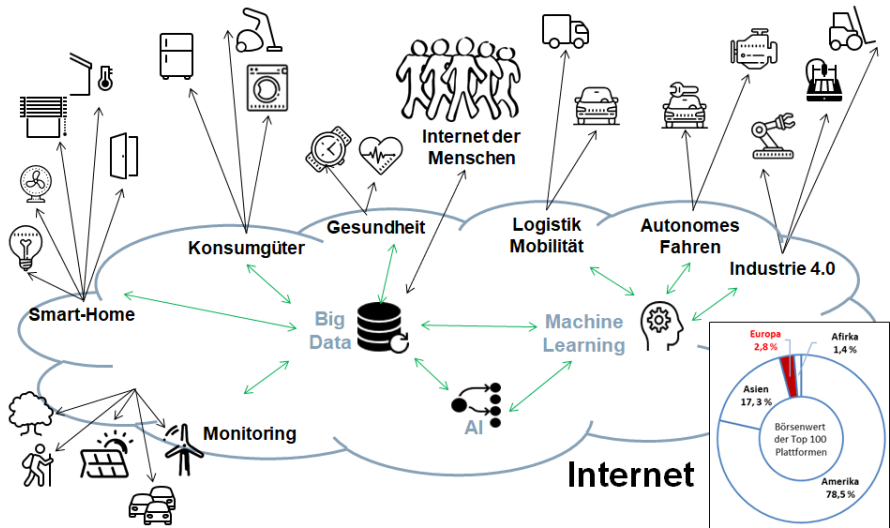 Internet der
Menschen
Gesundheit
Logistik
Mobilität
Autonomes
Fahren
Konsumgüter
Industrie 4.0
Smart-Home
Big
Data
Machine
Learning
AI
Monitoring
Internet
Europa
2,8 %
Afirka
1,4 %
Asien
17,3 %
Börsenwert
der Top 100
Plattformen
Amerika
78,5 %